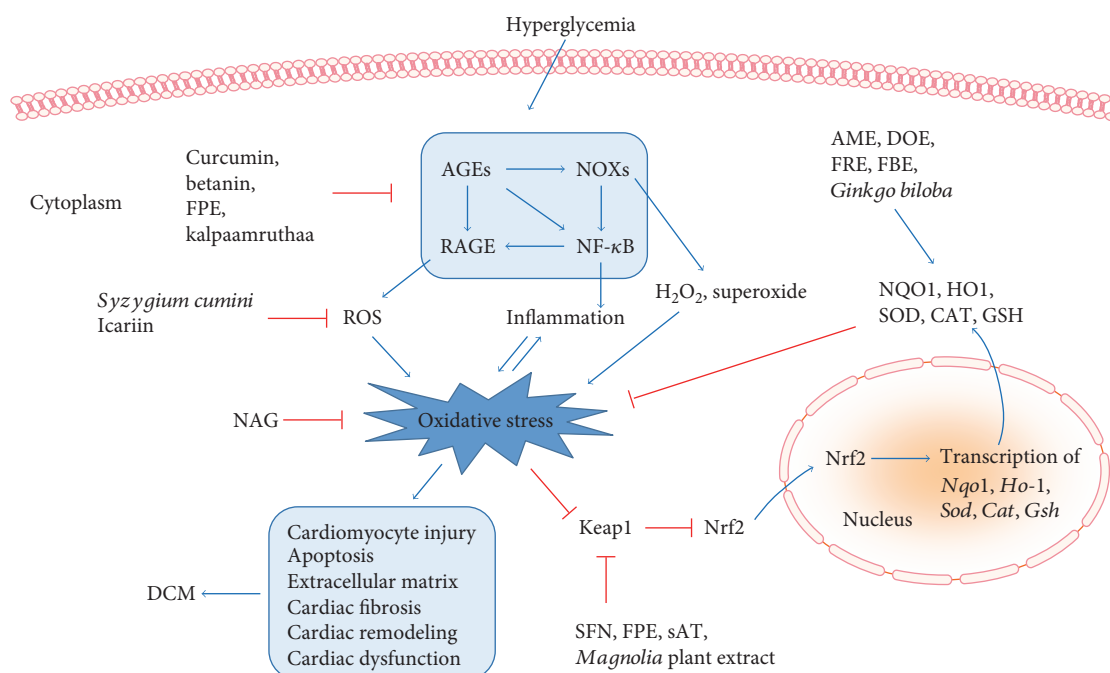 Hyperglycemia
Cytoplasm
Curcumin,
betanin,
FPE,
kalpaamruthaa
AGEs
NOXs
RAGE
NF-κB
AME, DOE,
FRE, FBE,
Ginkgo biloba
Syzygium cumini
Icariin
ROS
Inflammation
H₂O₂, superoxide
NQO1, HO1,
SOD, CAT, GSH
NAG
Oxidative stress
Nrf2
Transcription of
Nqo1, Ho-1,
Sod, Cat, Gsh
Nucleus
Keap1
Nrf2
DCM
Cardiomyocyte injury
Apoptosis
Extracellular matrix
Cardiac fibrosis
Cardiac remodeling
Cardiac dysfunction
SFN, FPE, sAT,
Magnolia plant extract